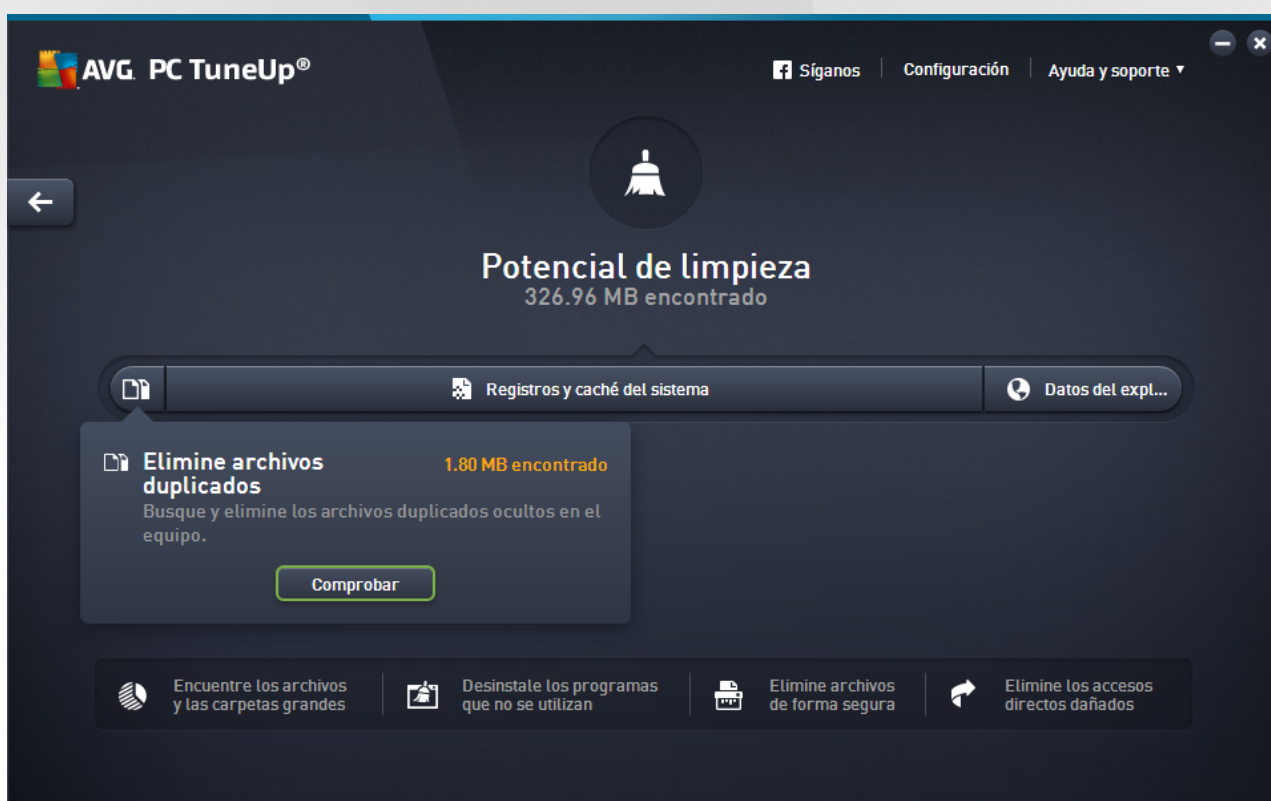 AVG. PC TuneUp®
Síganos
Configuración
Ayuda y soporte
Potencial de limpieza
326.96 MB encontrado
Registros y caché del sistema
Datos del expl...
Elimine archivos
duplicados
1.80 MB encontrado
Busque y elimine los archivos duplicados ocultos en el
equipo.
Comprobar
Encuentre los archivos
y las carpetas grandes
Desinstale los programas
que no se utilizan
Elimine archivos
de forma segura
Elimine los accesos
directos dañados